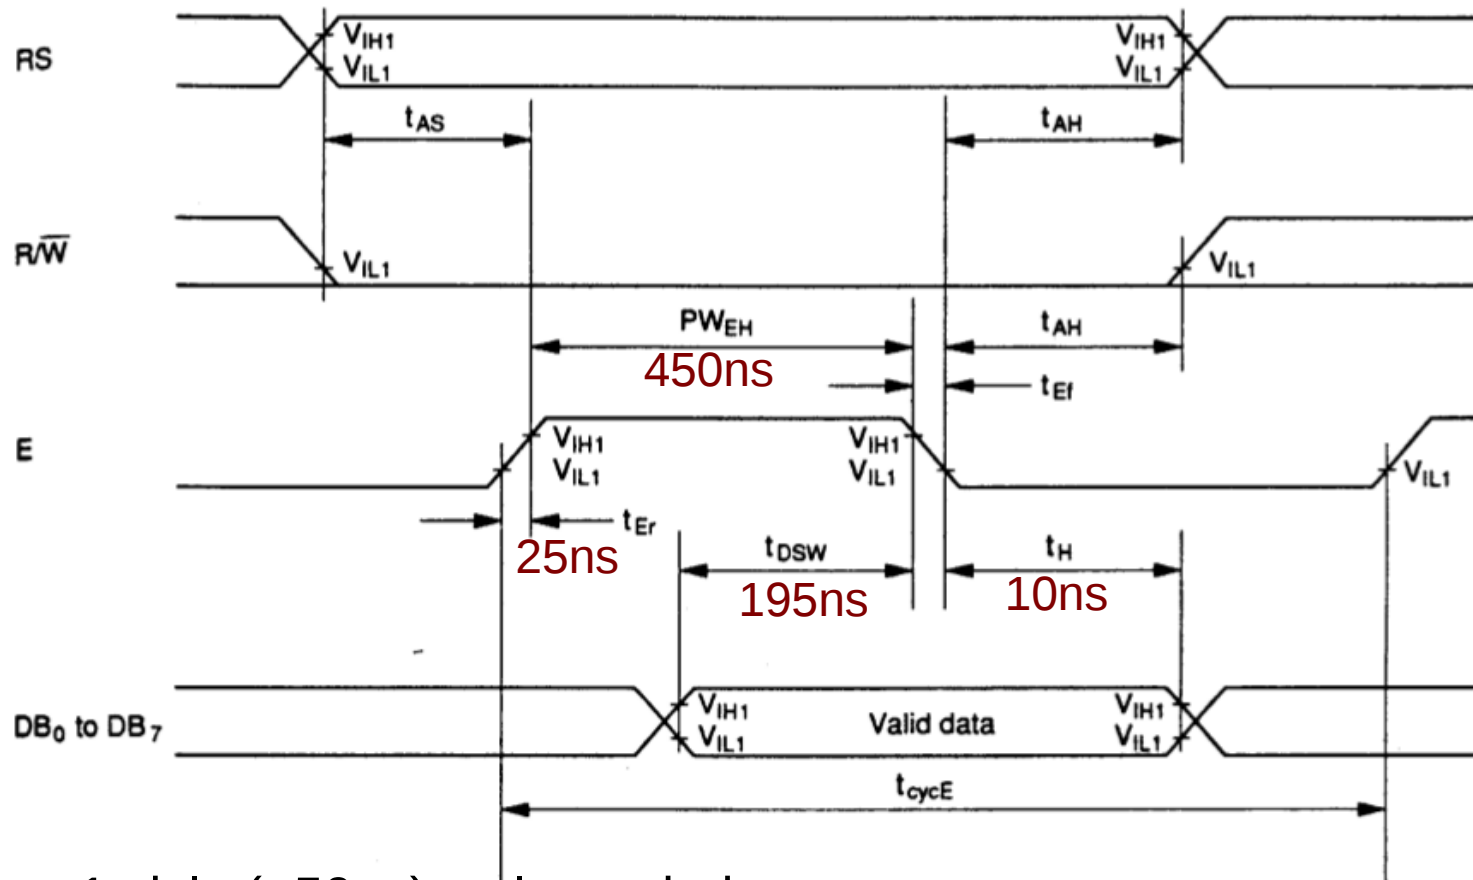 RS
VIH1
VIL1
VIH1
VIL1
tAS
tAH
R/W̅
VIL1
VIL1
PWEH
tAH
450ns
tEf
E
VIH1
VIL1
VIH1
VIL1
VIL1
tEr
25ns
tDSW
tH
195ns
10ns
DB0 to DB7
VIH1
VIL1
Valid data
VIH1
VIL1
tcycE